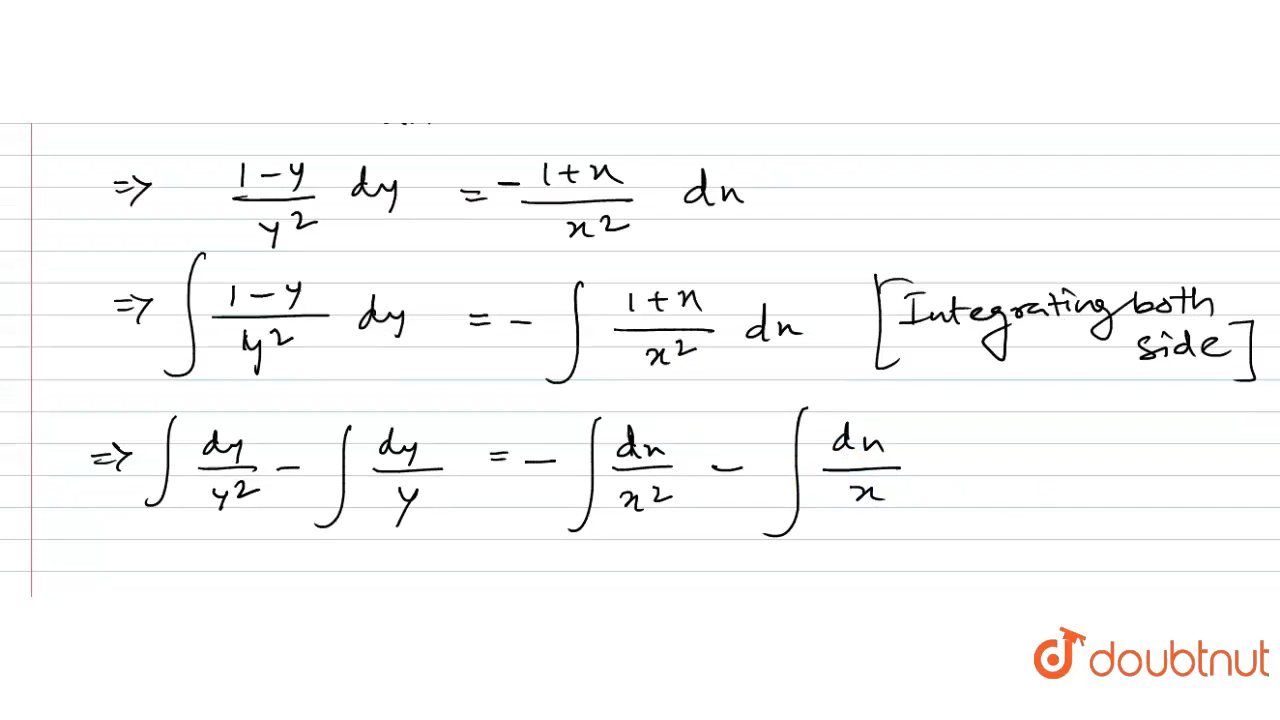 => 1-y/y² dy = - 1+x/x² dx
=> ∫ 1-y/y² dy = - ∫ 1+x/x² dx [Integrating both side]
=> ∫ dy/y² - ∫ dy/y = - ∫ dx/x² - ∫ dx/x
doubtnut